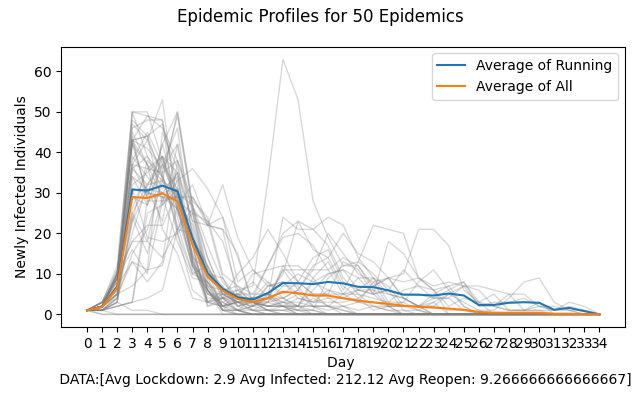 Epidemic Profiles for 50 Epidemics
Newly Infected Individuals
60
50
40
30
20
10
0
Average of Running
Average of All
0 1 2 3 4 5 6 7 8 9 10 11 12 13 14 15 16 17 18 19 20 21 22 23 24 25 26 27 28 29 30 31 32 33 34
Day
DATA:[Avg Lockdown: 2.9 Avg Infected: 212.12 Avg Reopen: 9.266666666666667]